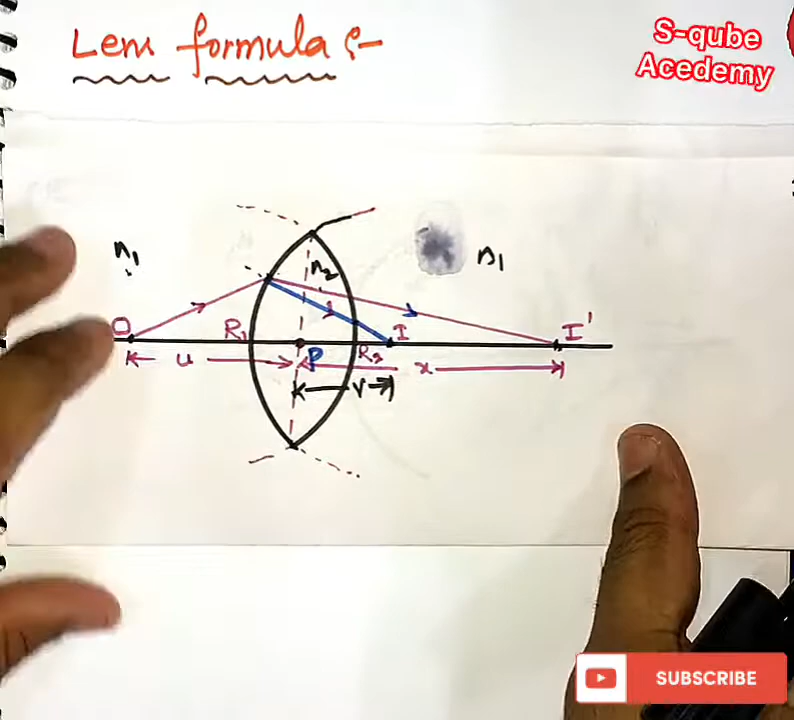 Lens formula :-
S-qube
Acedemy
n₁
n₂
n₁
O
R₁
P
R₂
I
I'
u
x
v
SUBSCRIBE